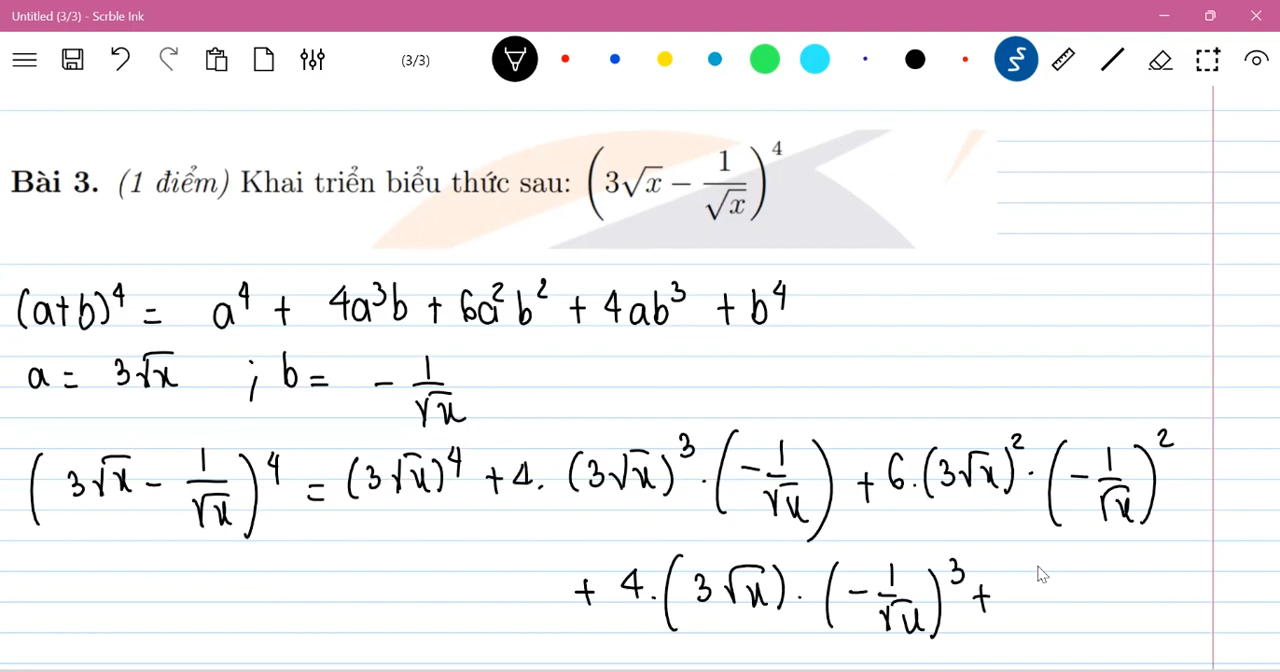 Untitled (3/3) - Scrble Ink
(3/3)
Bài 3. (1 điểm) Khai triển biểu thức sau: (3√x − 1/√x)^4
(a+b)^4 = a^4 + 4a^3b + 6a^2b^2 + 4ab^3 + b^4
a = 3√x ; b = - 1/√x
(3√x - 1/√x)^4 = (3√x)^4 + 4.(3√x)^3.(-1/√x) + 6.(3√x)^2.(-1/√x)^2
+ 4.(3√x).(-1/√x)^3 +